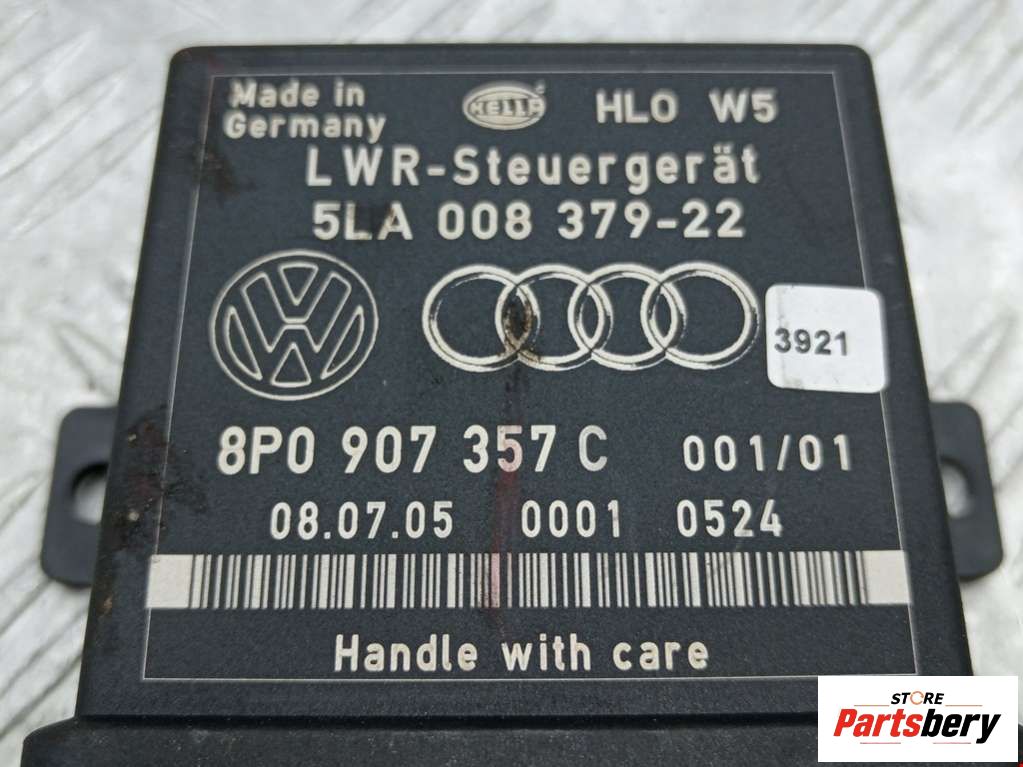 Made in HELLA HLO W5
Germany
LWR-Steuergerät
5LA 008 379-22
3921
8P0 907 357 C 001/01
08.07.05 0001 0524
Handle with care
STORE
Partsbery